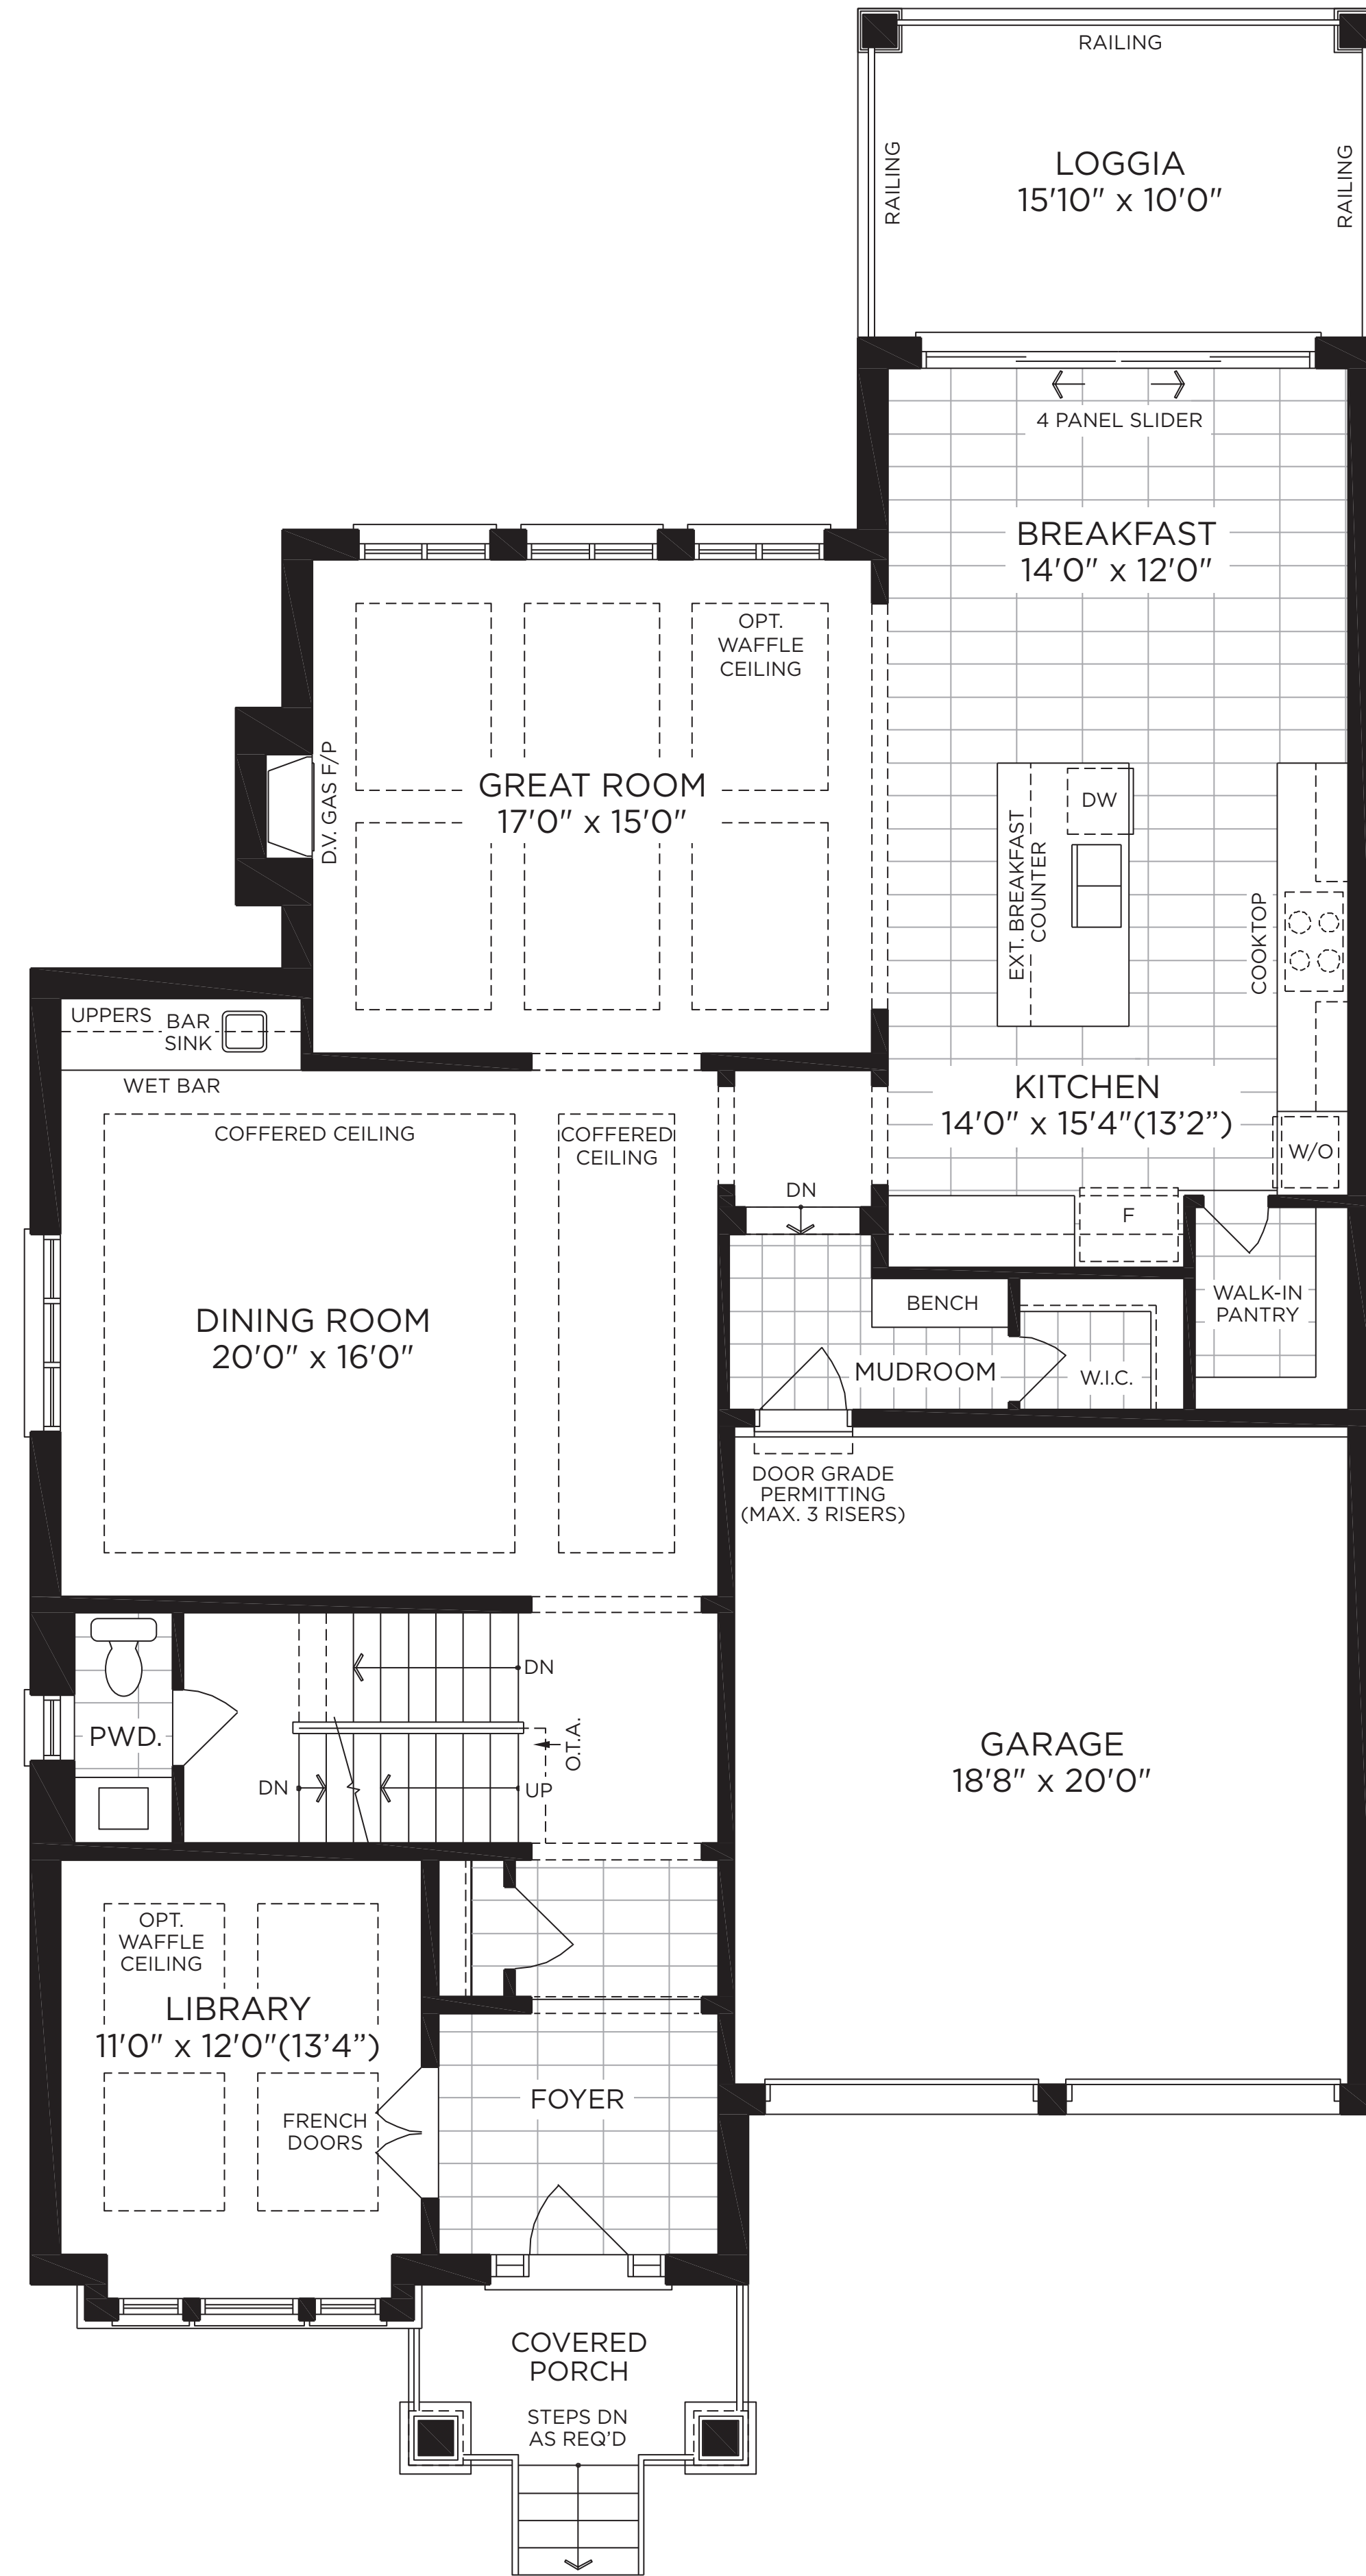 RAILING
RAILING
RAILING
LOGGIA
15'10" x 10'0"
4 PANEL SLIDER
BREAKFAST
14'0" x 12'0"
OPT.
WAFFLE
CEILING
GREAT ROOM
17'0" x 15'0"
D.V. GAS F/P
DW
EXT. BREAKFAST
COUNTER
COOKTOP
UPPERS
BAR
SINK
WET BAR
KITCHEN
14'0" x 15'4"(13’2”)
COFFERED CEILING
COFFERED
CEILING
W/O
DN
F
DINING ROOM
20'0" x 16'0"
BENCH
WALK-IN
PANTRY
MUDROOM
W.I.C.
DOOR GRADE
PERMITTING
(MAX. 3 RISERS)
DN
PWD.
O.T.A.
DN
UP
GARAGE
18'8" x 20'0"
OPT.
WAFFLE
CEILING
LIBRARY
11'0" x 12'0"(13’4”)
FOYER
FRENCH
DOORS
COVERED
PORCH
STEPS DN
AS REQ’D